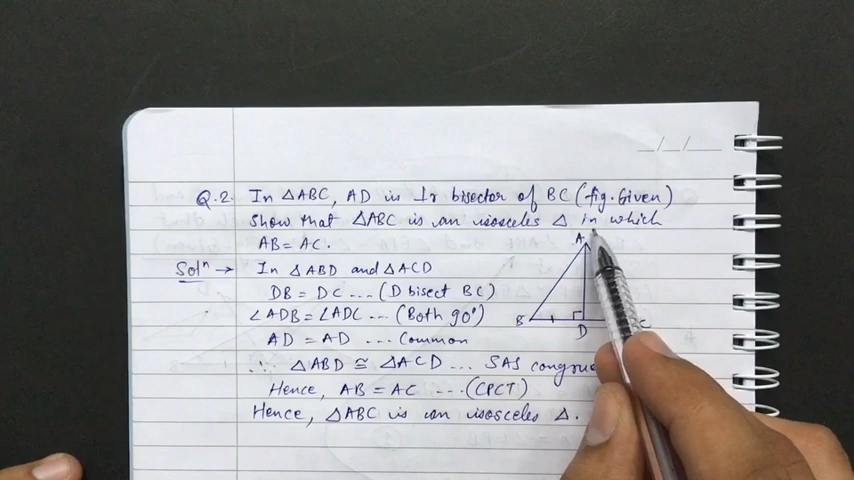 Q.2. In △ABC, AD is ⊥r bisector of BC (fig. Given)
show that △ABC is an isosceles △ in which
AB = AC.
A
Solⁿ → In △ABD and △ACD
DB = DC .... (D bisect BC)
∠ADB = ∠ADC ... (Both 90°)
B
D
C
AD = AD ... Common
∴ △ABD ≅ △ACD ... SAS
Hence, AB = AC ....(CPCT)
Hence, △ABC is an isosceles △.